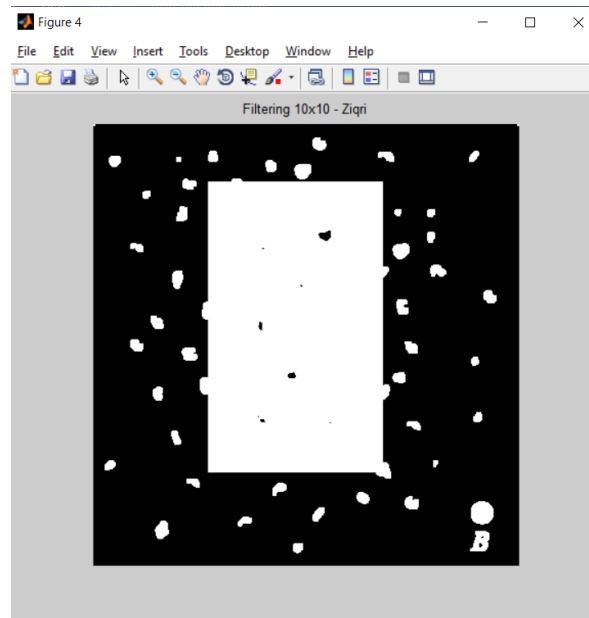 Figure 4
File Edit View Insert Tools Desktop Window Help
Filtering 10x10 - Ziqri
B